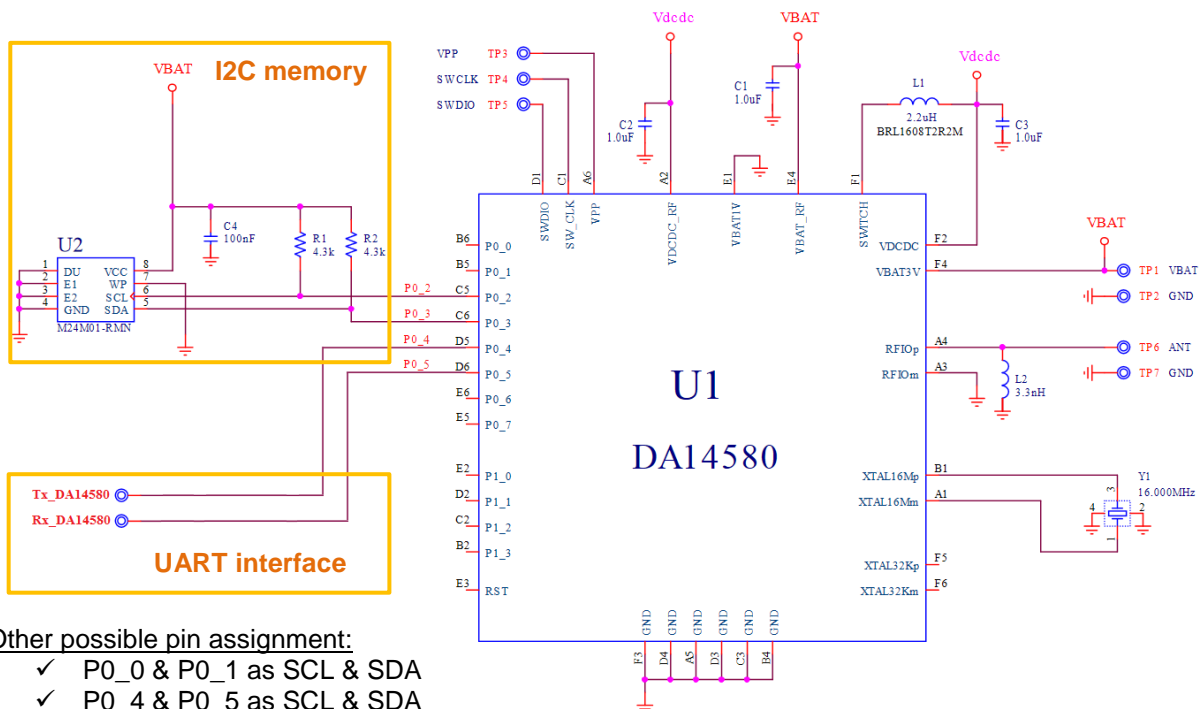 I2C memory
VBAT
C4
100nF
R1
4.3k
R2
4.3k
U2
1 DU VCC 8
2 E1 WP 7
3 E2 SCL 6
4 GND SDA 5
M24M01-RMN
VPP TP3
SWCLK TP4
SWDIO TP5
Vdcdc
C2
1.0uF
VBAT
C1
1.0uF
Vdcdc
L1
2.2uH
BRL1608T2R2M
C3
1.0uF
D1 SWDIO
C1 SW_CLK
A6 VPP
A2 VDCDC_RF
E1 VBAT1V
E4 VBAT_RF
F1 SWITCH
B6 P0_0
B5 P0_1
P0_2 C5 P0_2
P0_3 C6 P0_3
P0_4 D5 P0_4
P0_5 D6 P0_5
E6 P0_6
E5 P0_7
E2 P1_0
D2 P1_1
C2 P1_2
B2 P1_3
E3 RST
U1
DA14580
VDCDC F2
VBAT3V F4
RFIOp A4
RFIOm A3
XTAL16Mp B1
XTAL16Mm A1
XTAL32Kp F5
XTAL32Km F6
VBAT
TP1 VBAT
TP2 GND
TP6 ANT
TP7 GND
L2
3.3nH
Y1
16.000MHz
3
4 2
1
GND GND GND GND GND GND
F3 D4 A5 D3 C3 B4
Tx_DA14580
Rx_DA14580
UART interface
Other possible pin assignment:
✓ P0_0 & P0_1 as SCL & SDA
✓ P0_4 & P0_5 as SCL & SDA